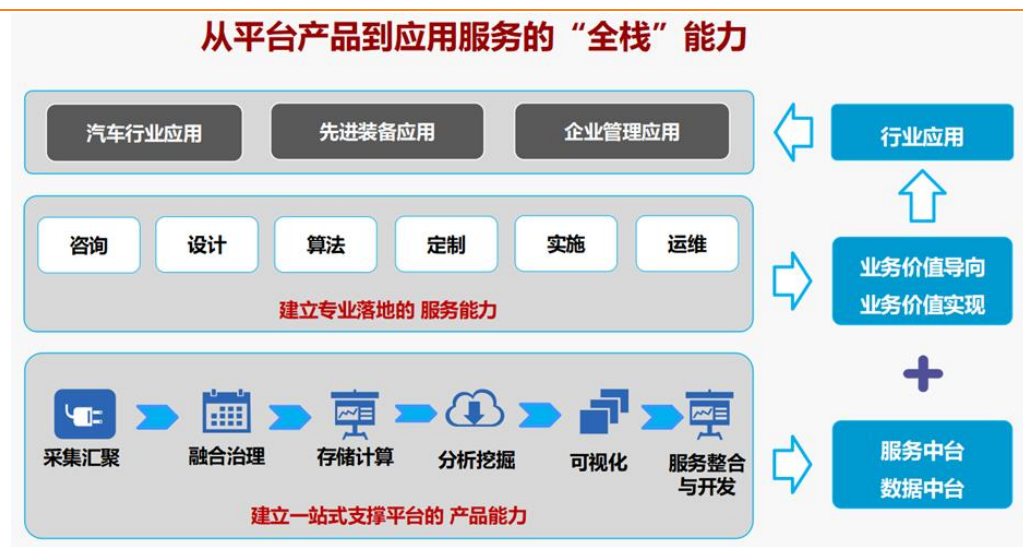 从平台产品到应用服务的“全栈”能力
汽车行业应用
先进装备应用
企业管理应用
行业应用
咨询
设计
算法
定制
实施
运维
建立专业落地的 服务能力
业务价值导向
业务价值实现
采集汇聚
融合治理
存储计算
分析挖掘
可视化
服务整合
与开发
建立一站式支撑平台的 产品能力
服务中台
数据中台